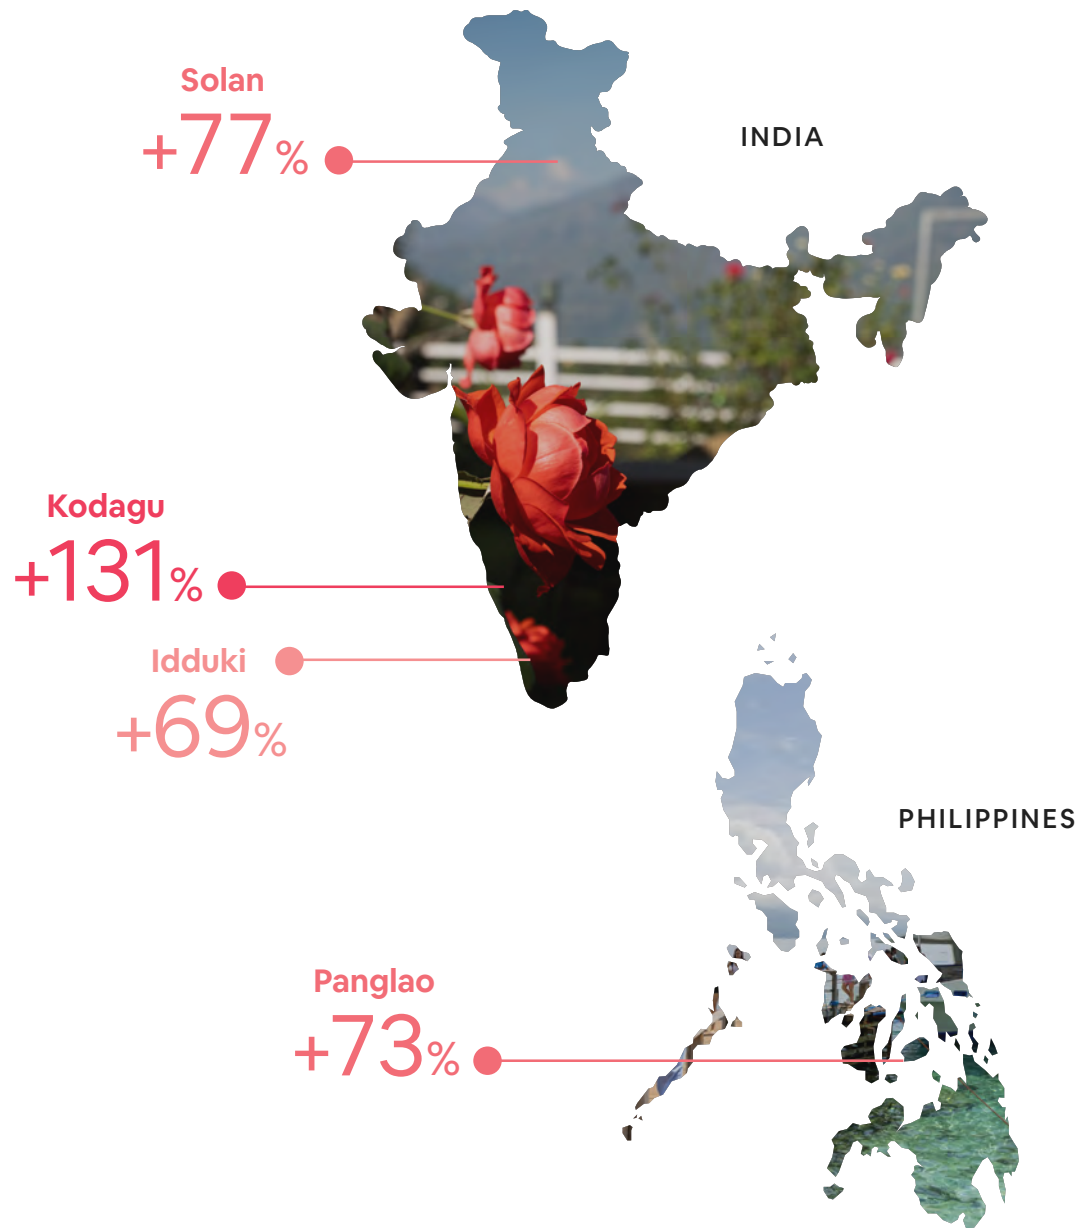 Solan
+77%
INDIA
Kodagu
+131%
Idduki
+69%
PHILIPPINES
Panglao
+73%